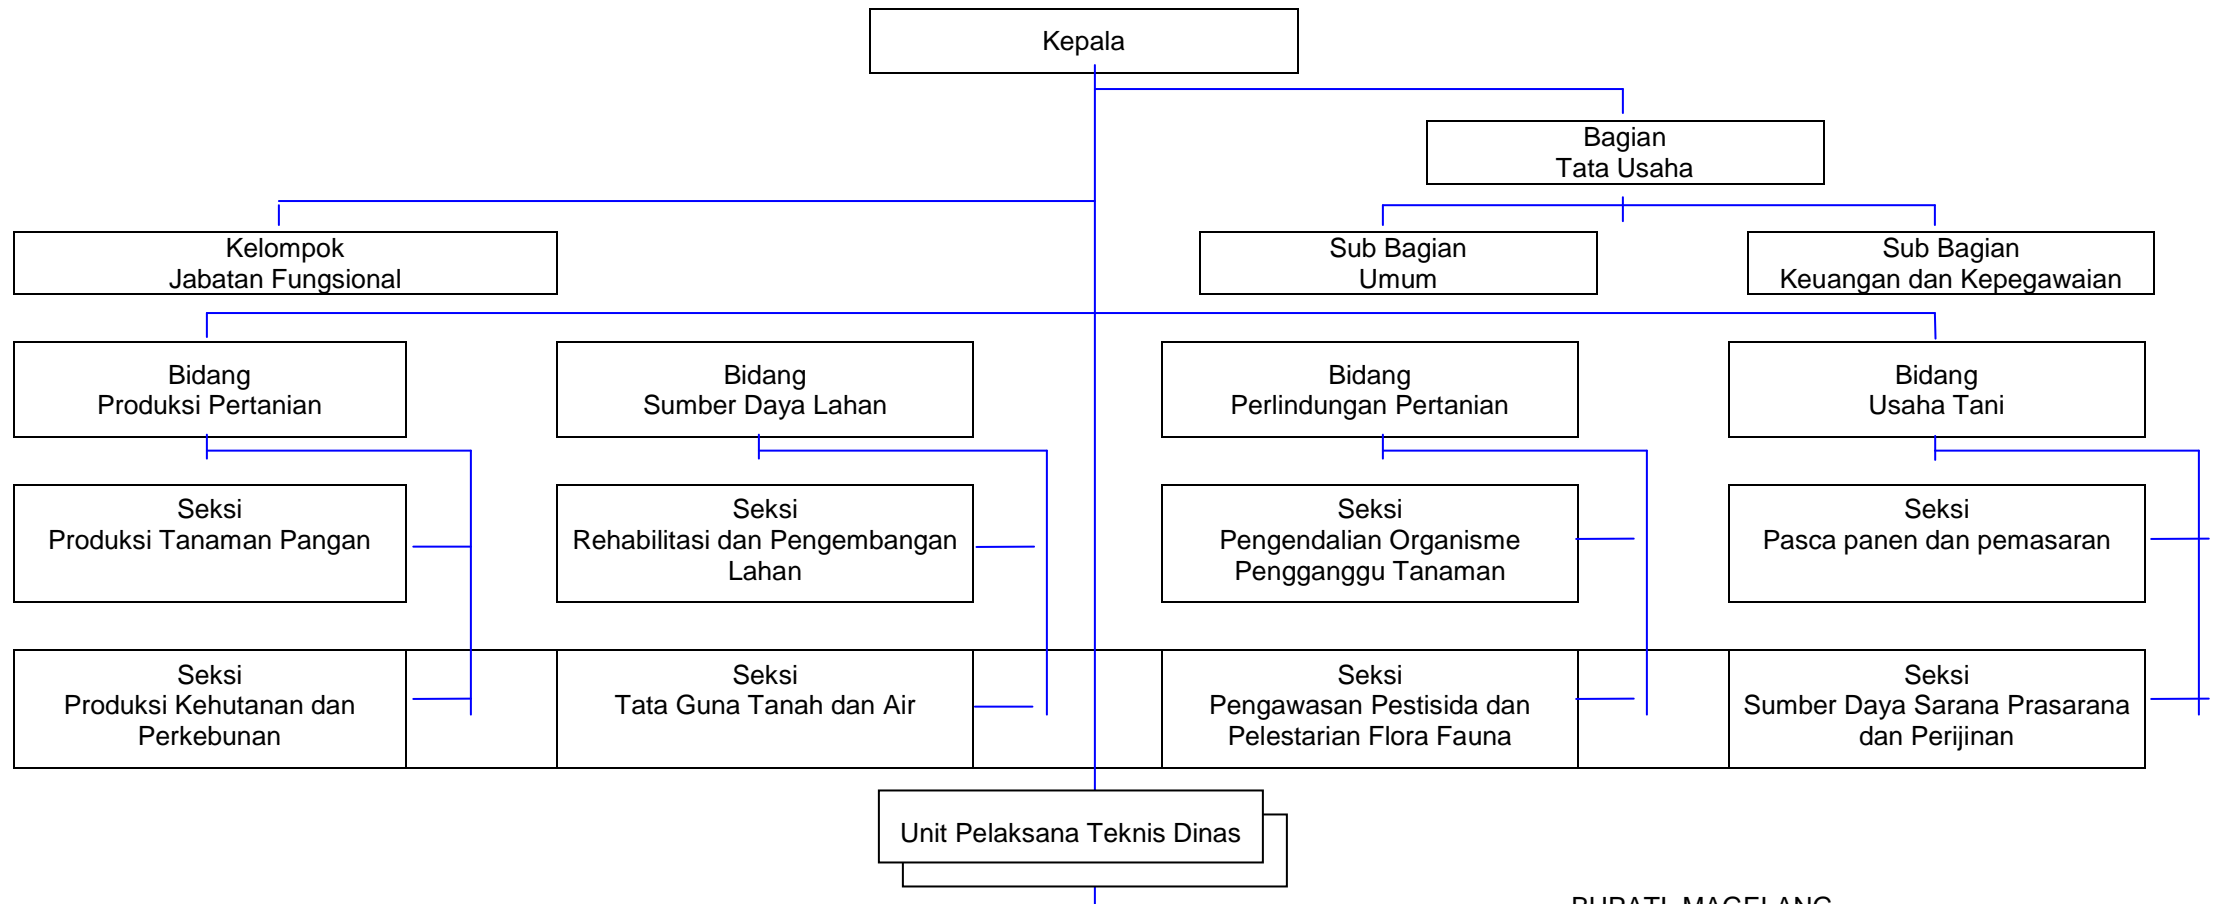 Kepala
Bagian
Tata Usaha
Kelompok
Jabatan Fungsional
Sub Bagian
Umum
Sub Bagian
Keuangan dan Kepegawaian
Bidang
Produksi Pertanian
Bidang
Sumber Daya Lahan
Bidang
Perlindungan Pertanian
Bidang
Usaha Tani
Seksi
Produksi Tanaman Pangan
Seksi
Rehabilitasi dan Pengembangan
Lahan
Seksi
Pengendalian Organisme
Pengganggu Tanaman
Seksi
Pasca panen dan pemasaran
Seksi
Produksi Kehutanan dan
Perkebunan
Seksi
Tata Guna Tanah dan Air
Seksi
Pengawasan Pestisida dan
Pelestarian Flora Fauna
Seksi
Sumber Daya Sarana Prasarana
dan Perijinan
Unit Pelaksana Teknis Dinas
BUPATI MAGELANG